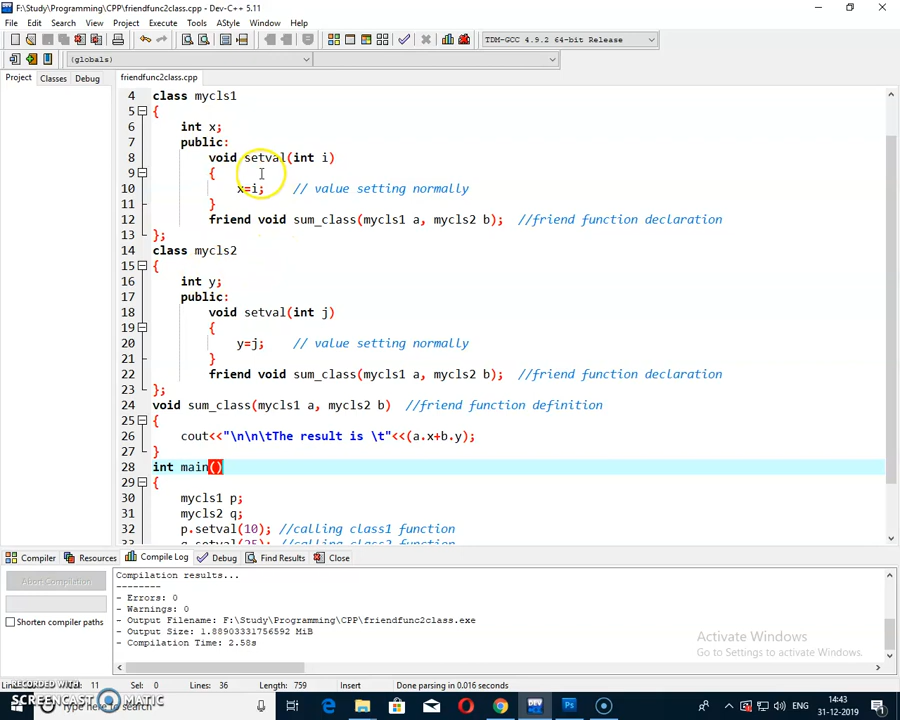 F:\Study\Programming\CPP\friendfunc2class.cpp - Dev-C++ 5.11
File Edit Search View Project Execute Tools AStyle Window Help
TDM-GCC 4.9.2 64-bit Release
(globals)
Project Classes Debug friendfunc2class.cpp
4 class mycls1
5 {
6 int x;
7 public:
8 void setval(int i)
9 {
10 x=i; // value setting normally
11 }
12 friend void sum_class(mycls1 a, mycls2 b); //friend function declaration
13 };
14 class mycls2
15 {
16 int y;
17 public:
18 void setval(int j)
19 {
20 y=j; // value setting normally
21 }
22 friend void sum_class(mycls1 a, mycls2 b); //friend function declaration
23 };
24 void sum_class(mycls1 a, mycls2 b) //friend function definition
25 {
26 cout<<"\n\n\tThe result is \t"<<(a.x+b.y);
27 }
28 int main()
29 {
30 mycls1 p;
31 mycls2 q;
32 p.setval(10); //calling class1 function
33 q.setval(25); //calling class2 function
Compiler Resources Compile Log Debug Find Results Close
Abort Compilation
Shorten compiler paths
Compilation results...
--------
- Errors: 0
- Warnings: 0
- Output Filename: F:\Study\Programming\CPP\friendfunc2class.exe
- Output Size: 1.88903331756592 MiB
- Compilation Time: 2.58s
Activate Windows
Go to Settings to activate Windows.
RECORDED WITH
SCREENCAST MATIC
11 Sel: 0 Lines: 36 Length: 759 Insert Done parsing in 0.016 seconds
here to search
14:43
31-12-2019